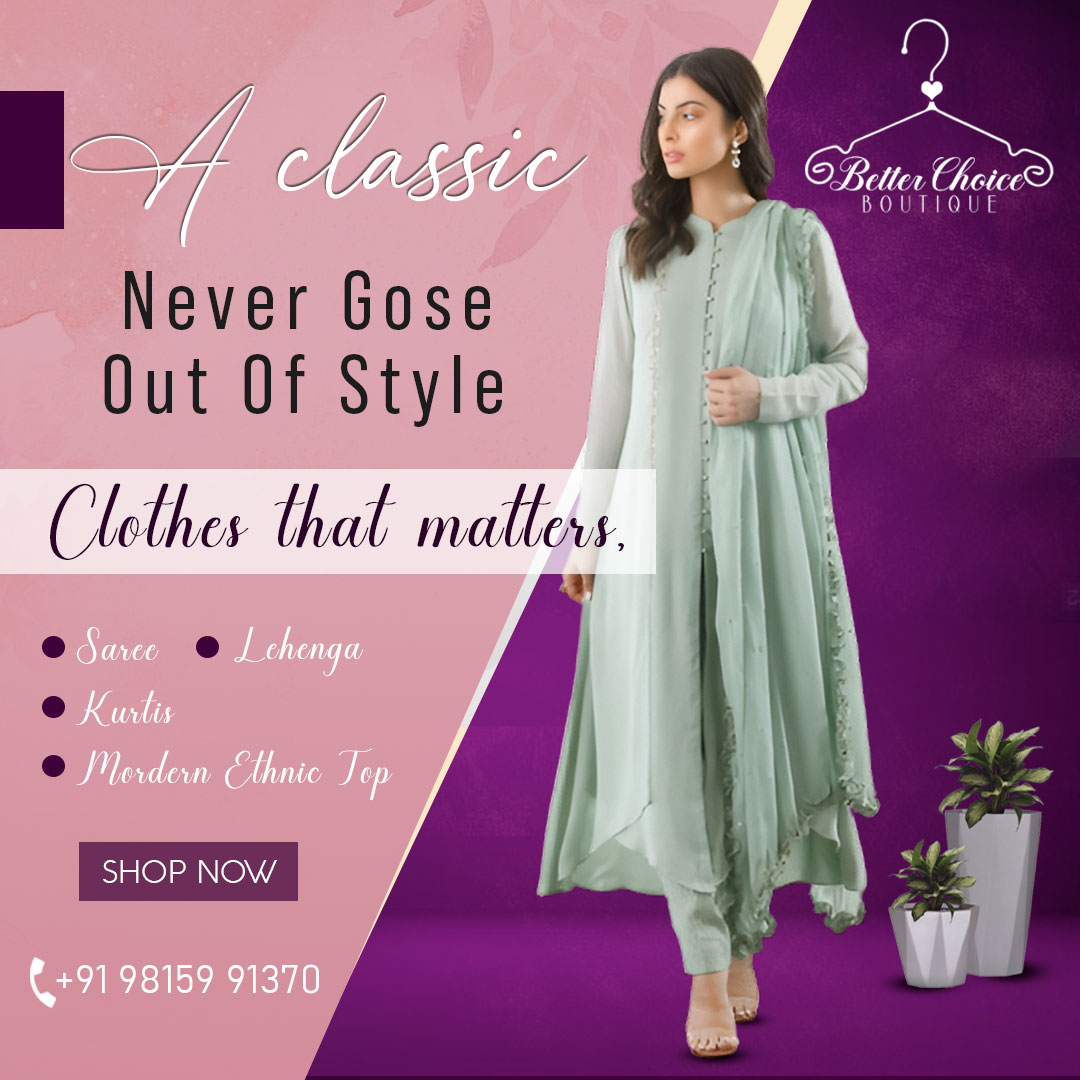 A classic
Never Gose
Out Of Style
Clothes that matters,
Saree
Lehenga
Kurtis
Mordern Ethnic Top
SHOP NOW
+91 98159 91370
Better Choice
BOUTIQUE